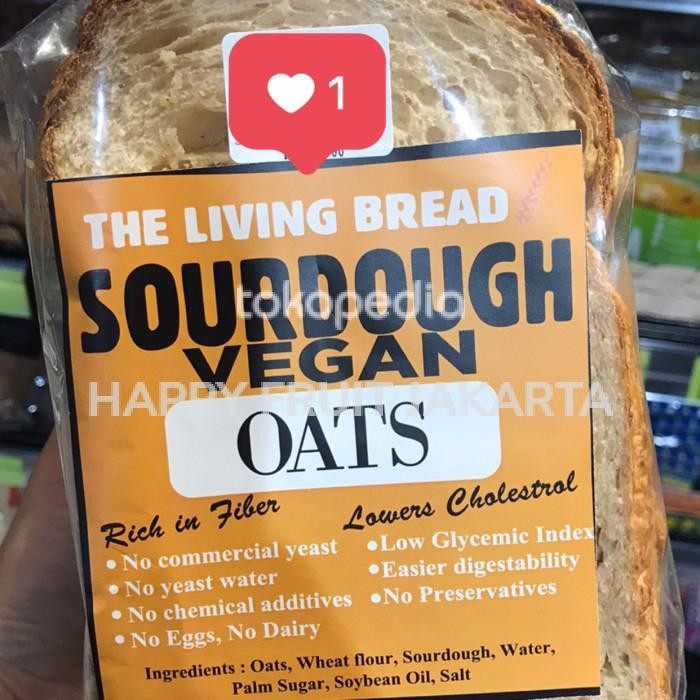 1
THE LIVING BREAD
SOURDOUGH
tokopedia
VEGAN
HAPPY FRUIT JAKARTA
OATS
Rich in Fiber
• No commercial yeast
• No yeast water
• No chemical additives
• No Eggs, No Dairy
Lowers Cholestrol
•Low Glycemic Index
•Easier digestability
•No Preservatives
Ingredients : Oats, Wheat flour, Sourdough, Water,
Palm Sugar, Soybean Oil, Salt